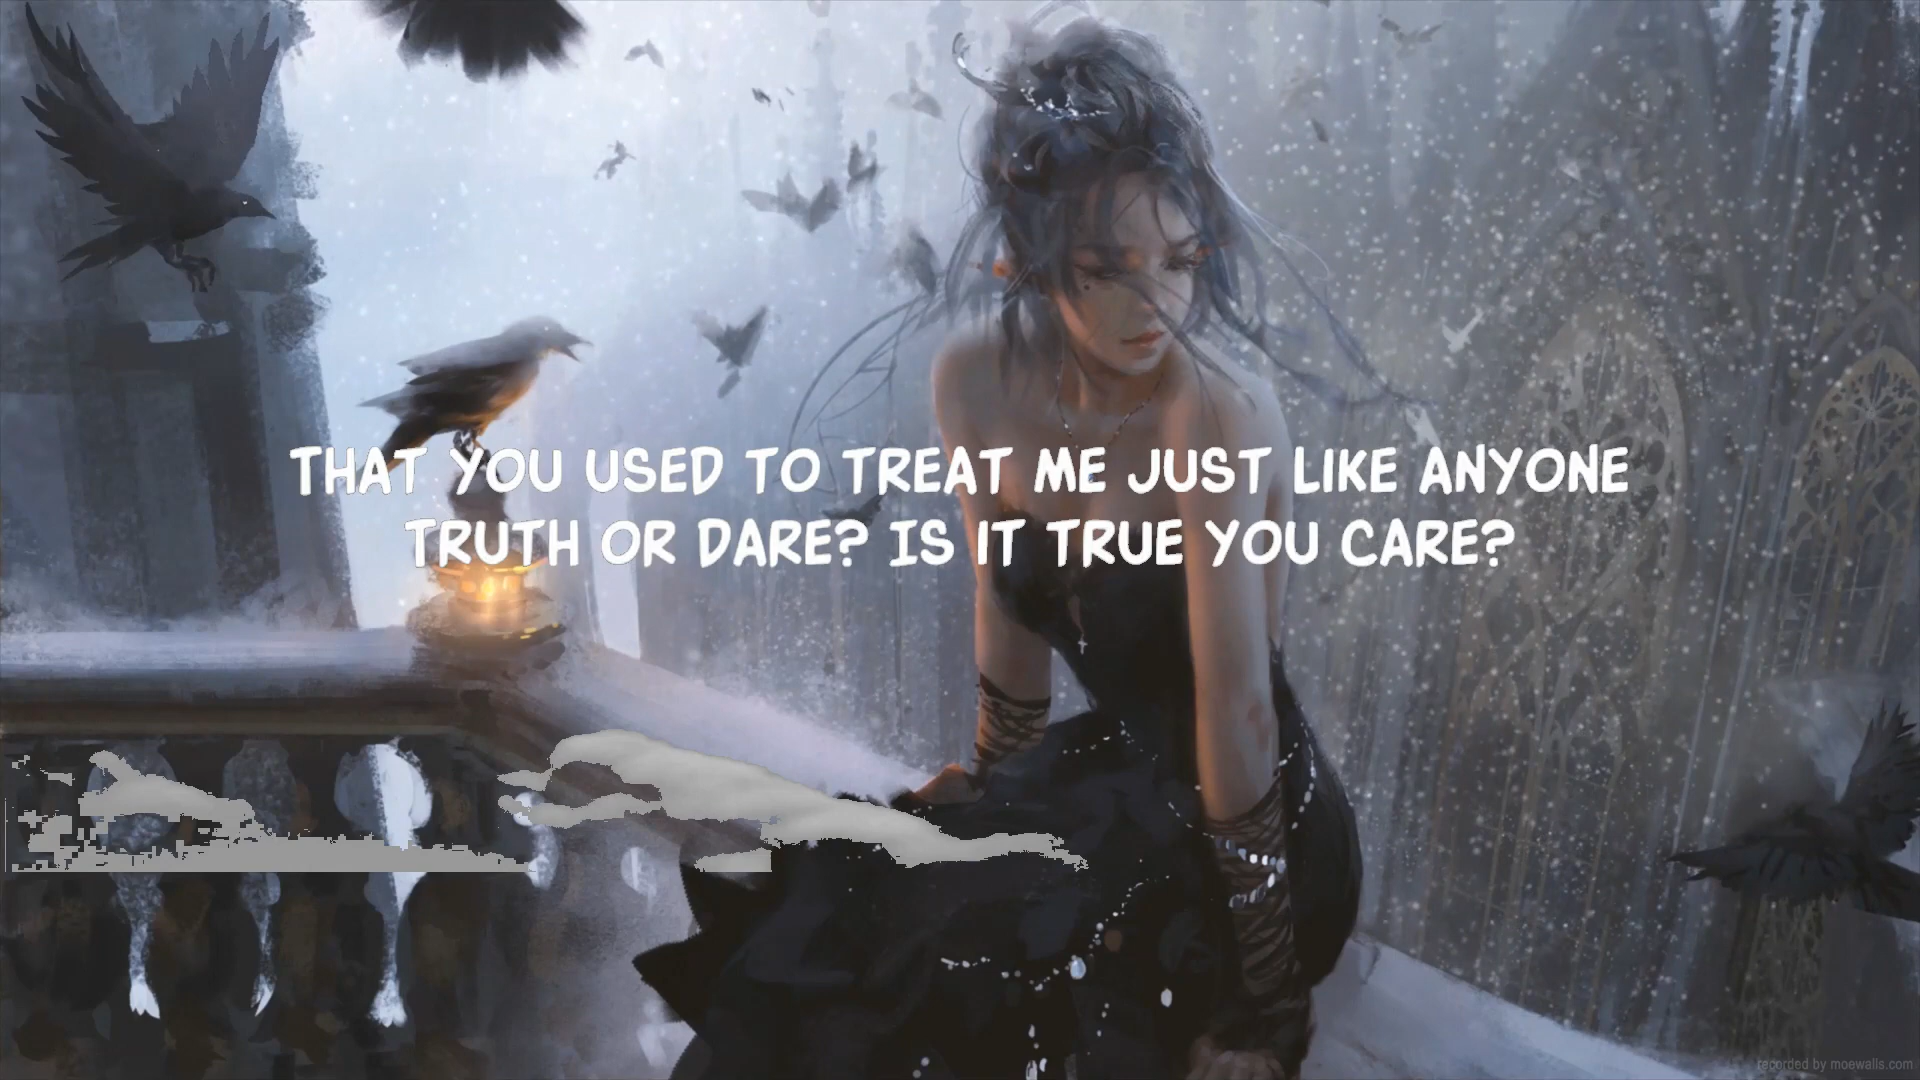 THAT YOU USED TO TREAT ME JUST LIKE ANYONE
TRUTH OR DARE? IS IT TRUE YOU CARE?
recorded by moewalls.com